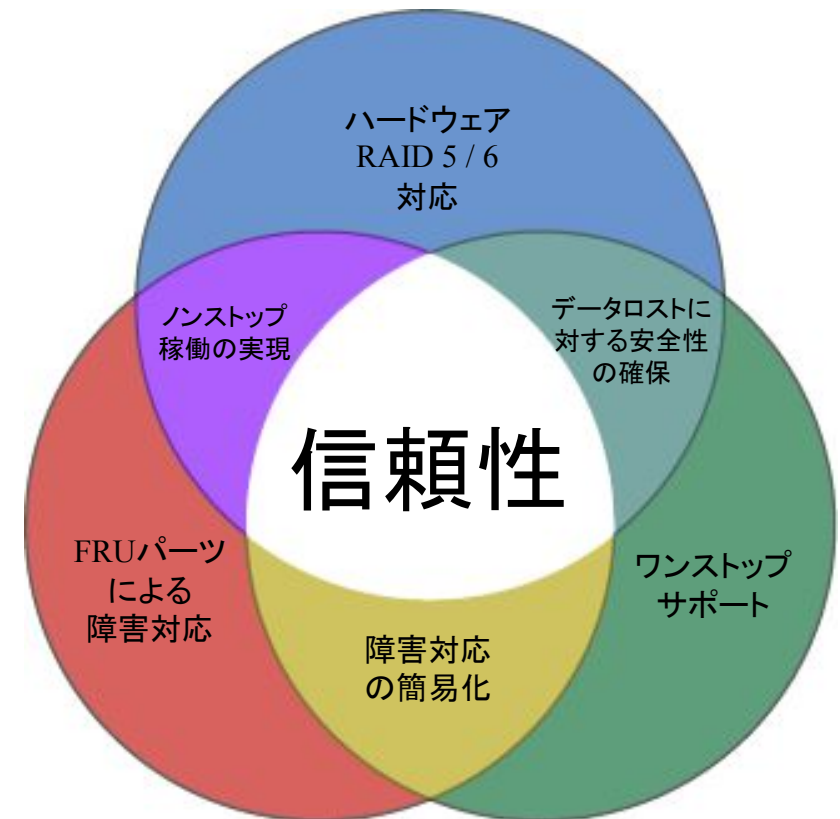 ハードウェア
RAID 5 / 6
対応
ノンストップ
稼働の実現
データロストに
対する安全性
の確保
信頼性
FRUパーツ
による
障害対応
ワンストップ
サポート
障害対応
の簡易化